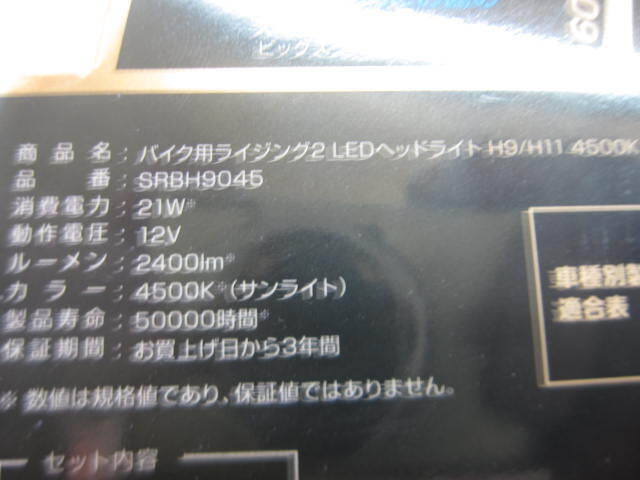 ビッグス
60
商品名:バイク用ライジング2 LEDヘッドライト H9/H11 4500K
品番:SRBH9045
消費電力:21W※
動作電圧:12V
ルーメン:2400lm※
カラー:4500K※(サンライト)
製品寿命:50000時間※
保証期間:お買上げ日から3年間
※ 数値は規格値であり、保証値ではありません。
車種別
適合表
セット内容